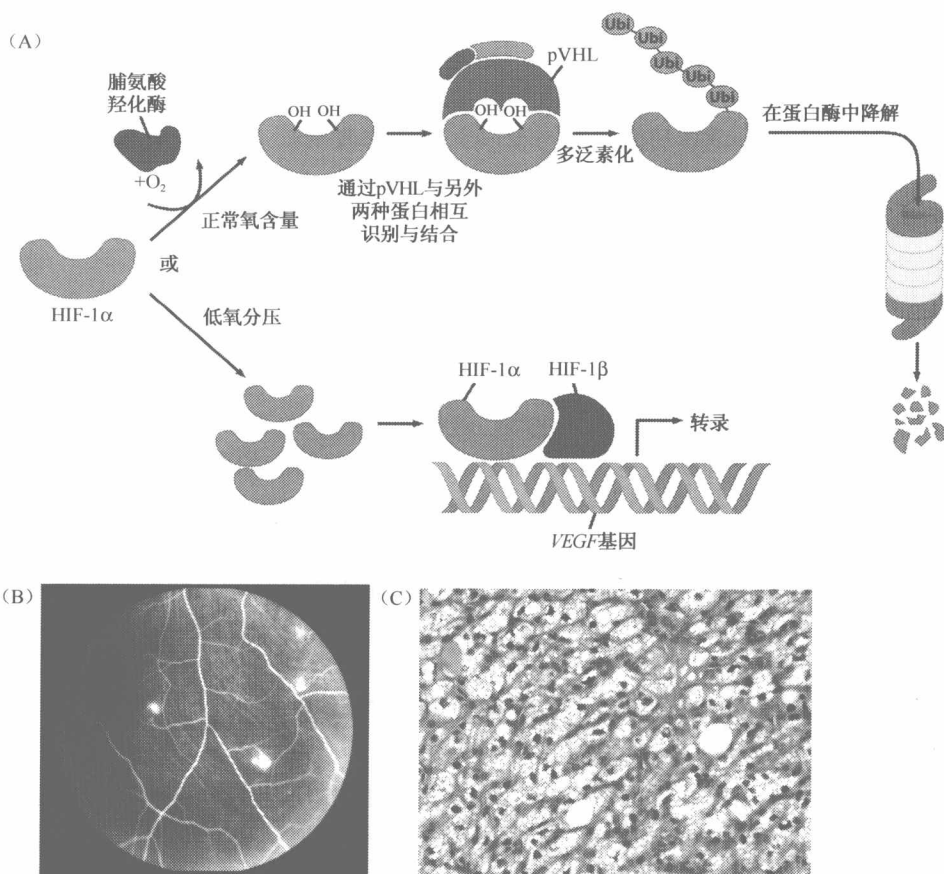 (A)
脯氨酸
羟化酶
+O₂
正常氧含量
或
HIF-1α
低氧分压
OH OH
通过pVHL与另外
两种蛋白相互
识别与结合
pVHL
OH OH
多泛素化
Ubi
Ubi
Ubi
Ubi
Ubi
在蛋白酶中降解
HIF-1α
HIF-1β
转录
VEGF基因
(B)
(C)